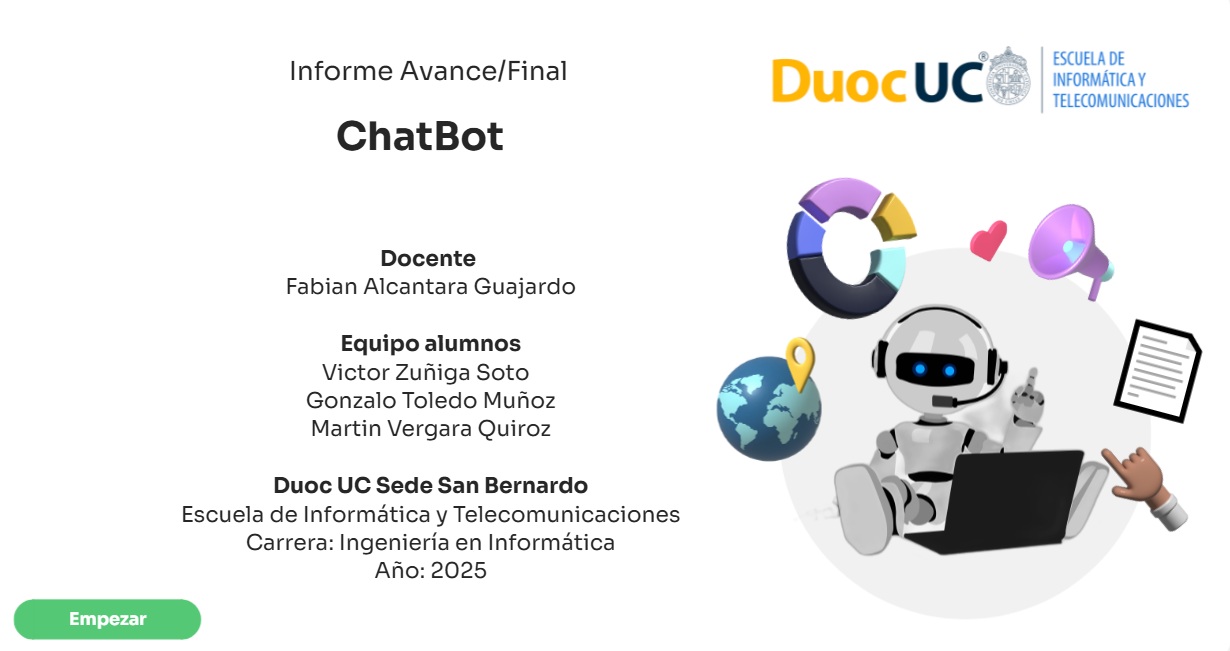 Informe Avance/Final
ChatBot
Duoc UC®
ESCUELA DE
INFORMÁTICA Y
TELECOMUNICACIONES
Docente
Fabian Alcantara Guajardo
Equipo alumnos
Victor Zuñiga Soto
Gonzalo Toledo Muñoz
Martin Vergara Quiroz
Duoc UC Sede San Bernardo
Escuela de Informática y Telecomunicaciones
Carrera: Ingeniería en Informática
Año: 2025
Empezar